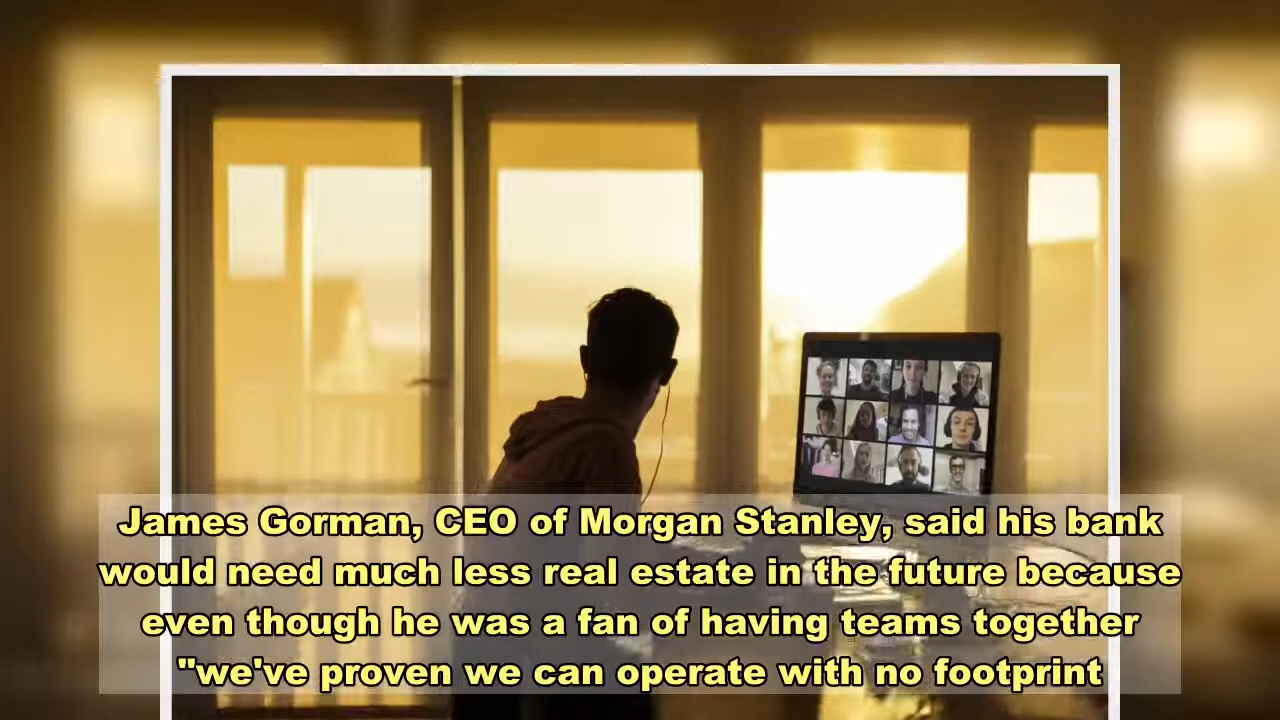 James Gorman, CEO of Morgan Stanley, said his bank
would need much less real estate in the future because
even though he was a fan of having teams together
"we've proven we can operate with no footprint